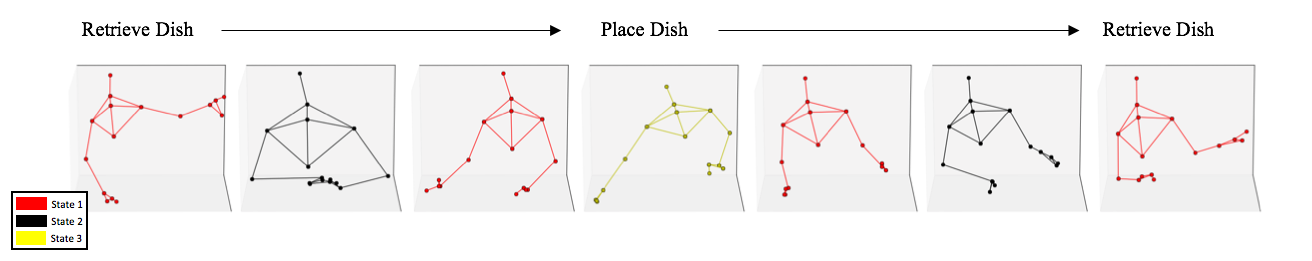 Retrieve Dish
Place Dish
Retrieve Dish
State 1
State 2
State 3